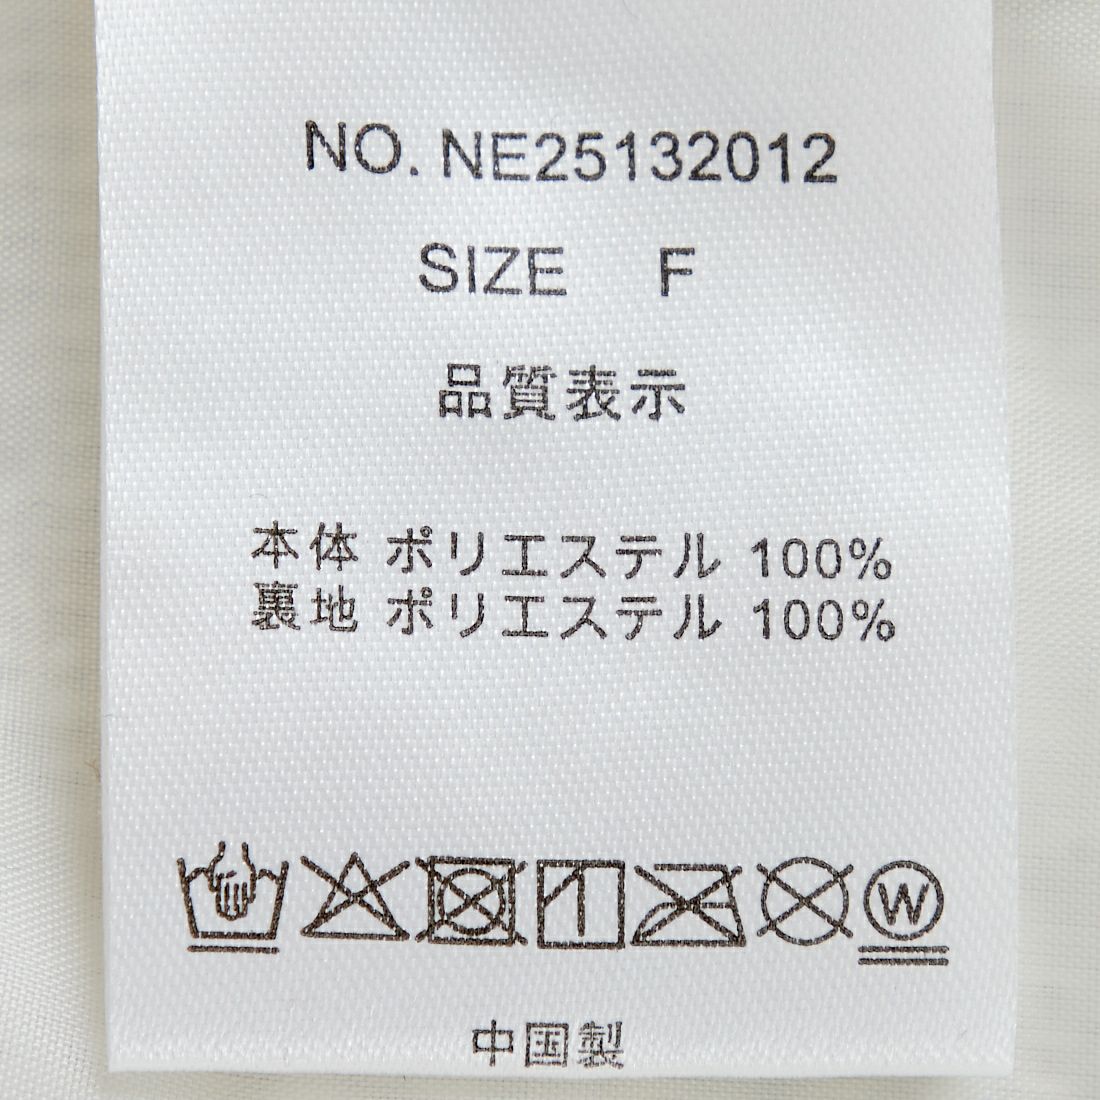 NO. NE25132012
SIZE F
品質表示
本体 ポリエステル 100%
裏地 ポリエステル 100%
W
中国製